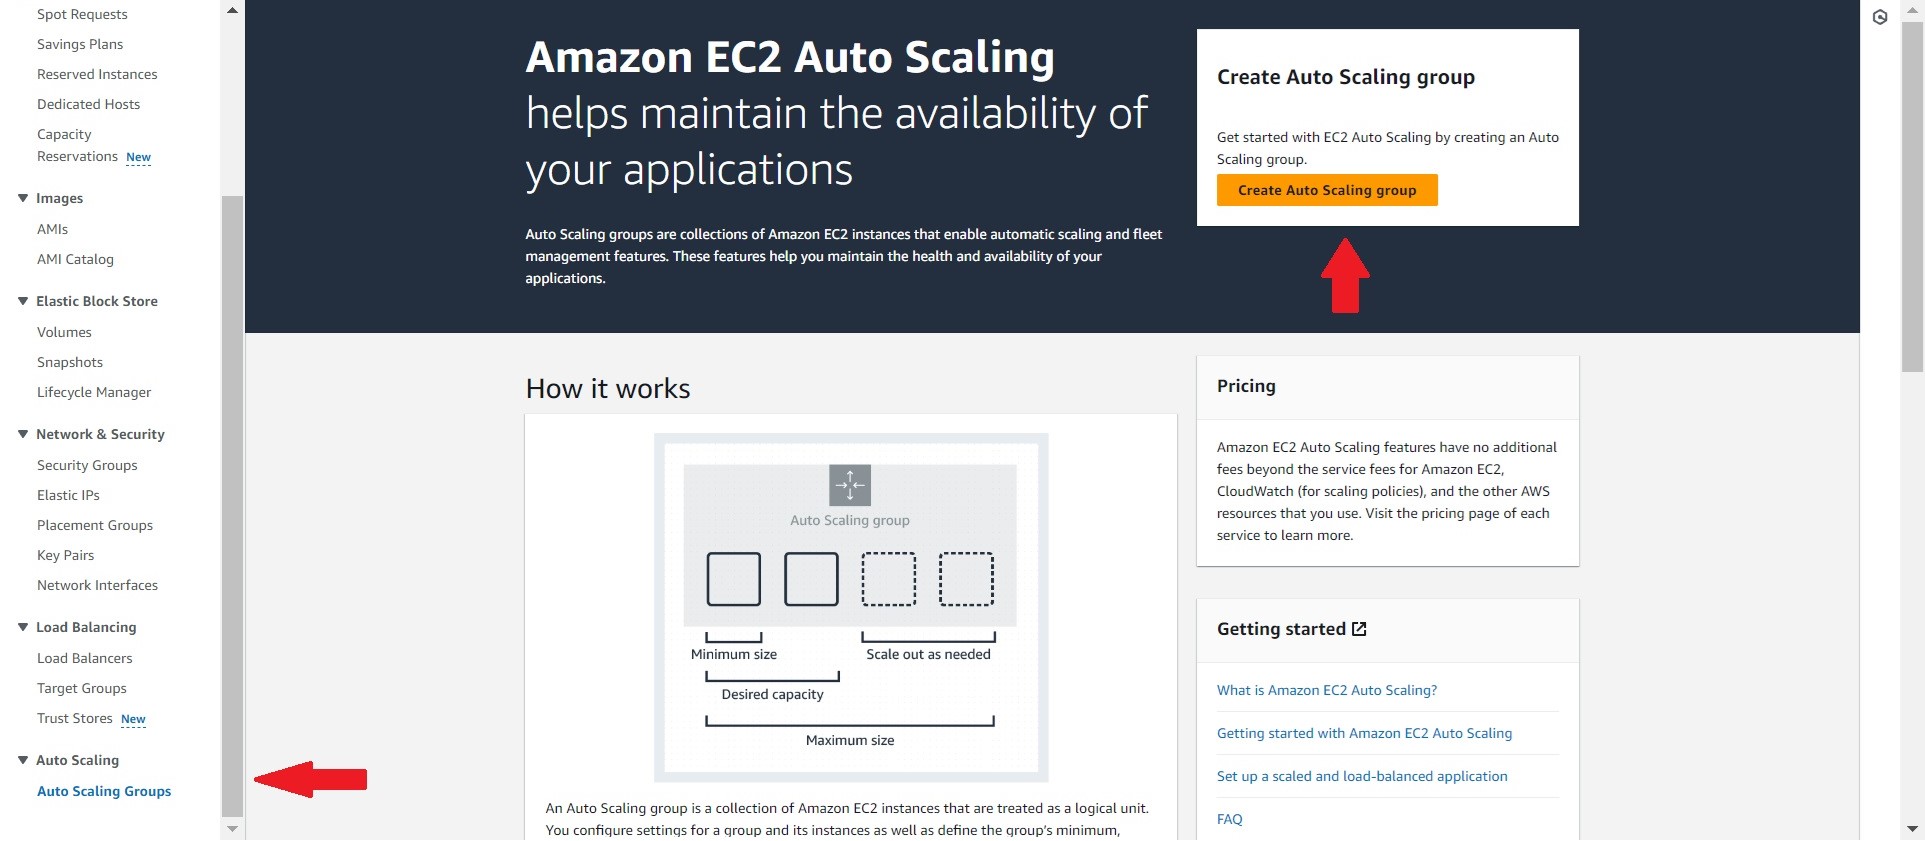 Spot Requests
Savings Plans
Reserved Instances
Dedicated Hosts
Capacity
Reservations New
Images
AMIs
AMI Catalog
Elastic Block Store
Volumes
Snapshots
Lifecycle Manager
Network & Security
Security Groups
Elastic IPs
Placement Groups
Key Pairs
Network Interfaces
Load Balancing
Load Balancers
Target Groups
Trust Stores New
Auto Scaling
Auto Scaling Groups
Amazon EC2 Auto Scaling
helps maintain the availability of
your applications
Auto Scaling groups are collections of Amazon EC2 instances that enable automatic scaling and fleet
management features. These features help you maintain the health and availability of your
applications.
Create Auto Scaling group
Get started with EC2 Auto Scaling by creating an Auto
Scaling group.
Create Auto Scaling group
How it works
Auto Scaling group
Minimum size
Scale out as needed
Desired capacity
Maximum size
An Auto Scaling group is a collection of Amazon EC2 instances that are treated as a logical unit.
You configure settings for a group and its instances as well as define the group's minimum,
Pricing
Amazon EC2 Auto Scaling features have no additional
fees beyond the service fees for Amazon EC2,
CloudWatch (for scaling policies), and the other AWS
resources that you use. Visit the pricing page of each
service to learn more.
Getting started
What is Amazon EC2 Auto Scaling?
Getting started with Amazon EC2 Auto Scaling
Set up a scaled and load-balanced application
FAQ